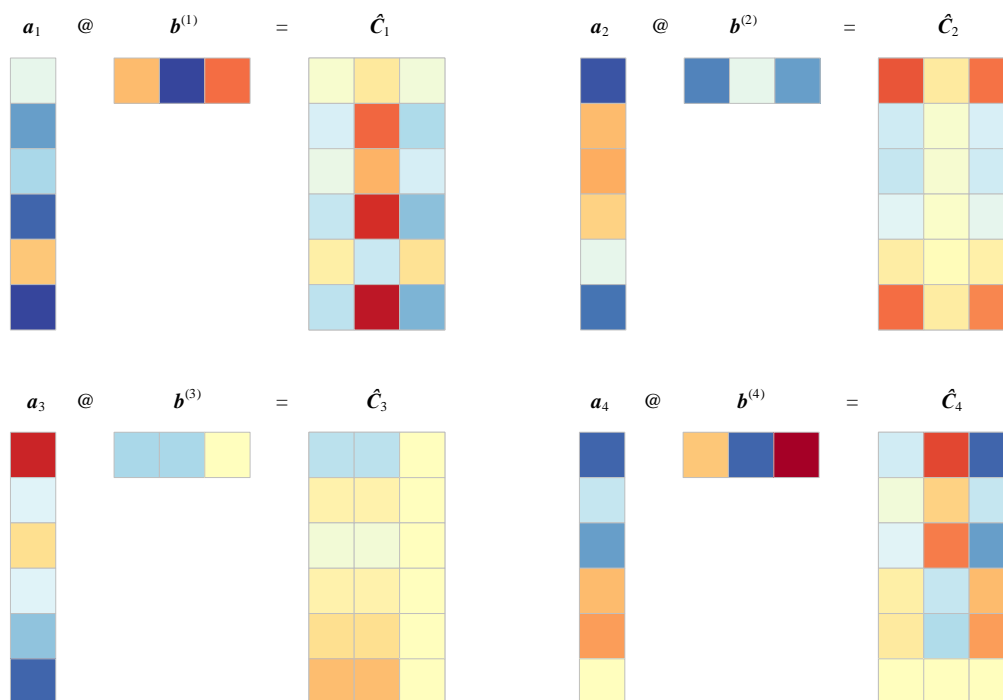 a₁ @ b⁽¹⁾ = Ĉ₁ a₂ @ b⁽²⁾ = Ĉ₂
a₃ @ b⁽³⁾ = Ĉ₃ a₄ @ b⁽⁴⁾ = Ĉ₄